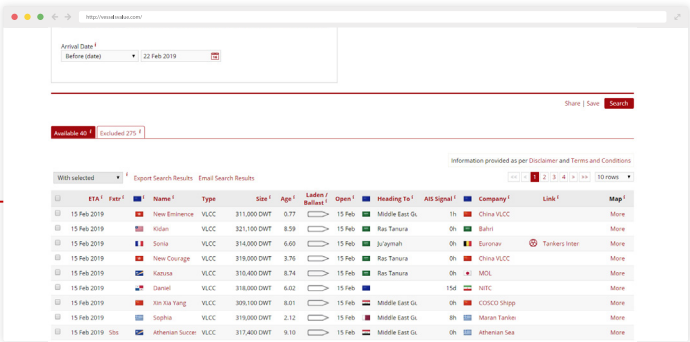 http://vesselsvalue.com/
Arrival Date i
Before (date) 22 Feb 2019
Share | Save Search
Available 40 i Excluded 275 i
Information provided as per Disclaimer and Terms and Conditions
With selected i Export Search Results Email Search Results << < 1 2 3 4 > >> 10 rows
ETA i Fxtr i i Name i Type Size i Age i Laden / Ballast i Open i Heading To i AIS Signal i Company i Link i Map i
15 Feb 2019 New Eminence VLCC 311,000 DWT 0.77 15 Feb Middle East Gu 1h China VLCC More
15 Feb 2019 Kidan VLCC 321,100 DWT 8.59 15 Feb Ras Tanura 0h Bahri More
15 Feb 2019 Sonia VLCC 314,000 DWT 6.60 15 Feb Ju'aymah 0h Euronav Tankers Inter More
15 Feb 2019 New Courage VLCC 319,000 DWT 3.76 15 Feb Ras Tanura 0h China VLCC More
15 Feb 2019 Kazusa VLCC 310,400 DWT 8.74 15 Feb Ras Tanura 0h MOL More
15 Feb 2019 Daniel VLCC 318,000 DWT 6.02 15 Feb 15d NITC More
15 Feb 2019 Xin Xia Yang VLCC 309,100 DWT 8.01 15 Feb Middle East Gu 0h COSCO Shipp More
15 Feb 2019 Sophia VLCC 319,000 DWT 2.12 15 Feb Middle East Gu 8h Maran Tanker More
15 Feb 2019 Sbs Athenian Succes VLCC 317,400 DWT 9.10 15 Feb Middle East Gu 0h Athenian Sea More